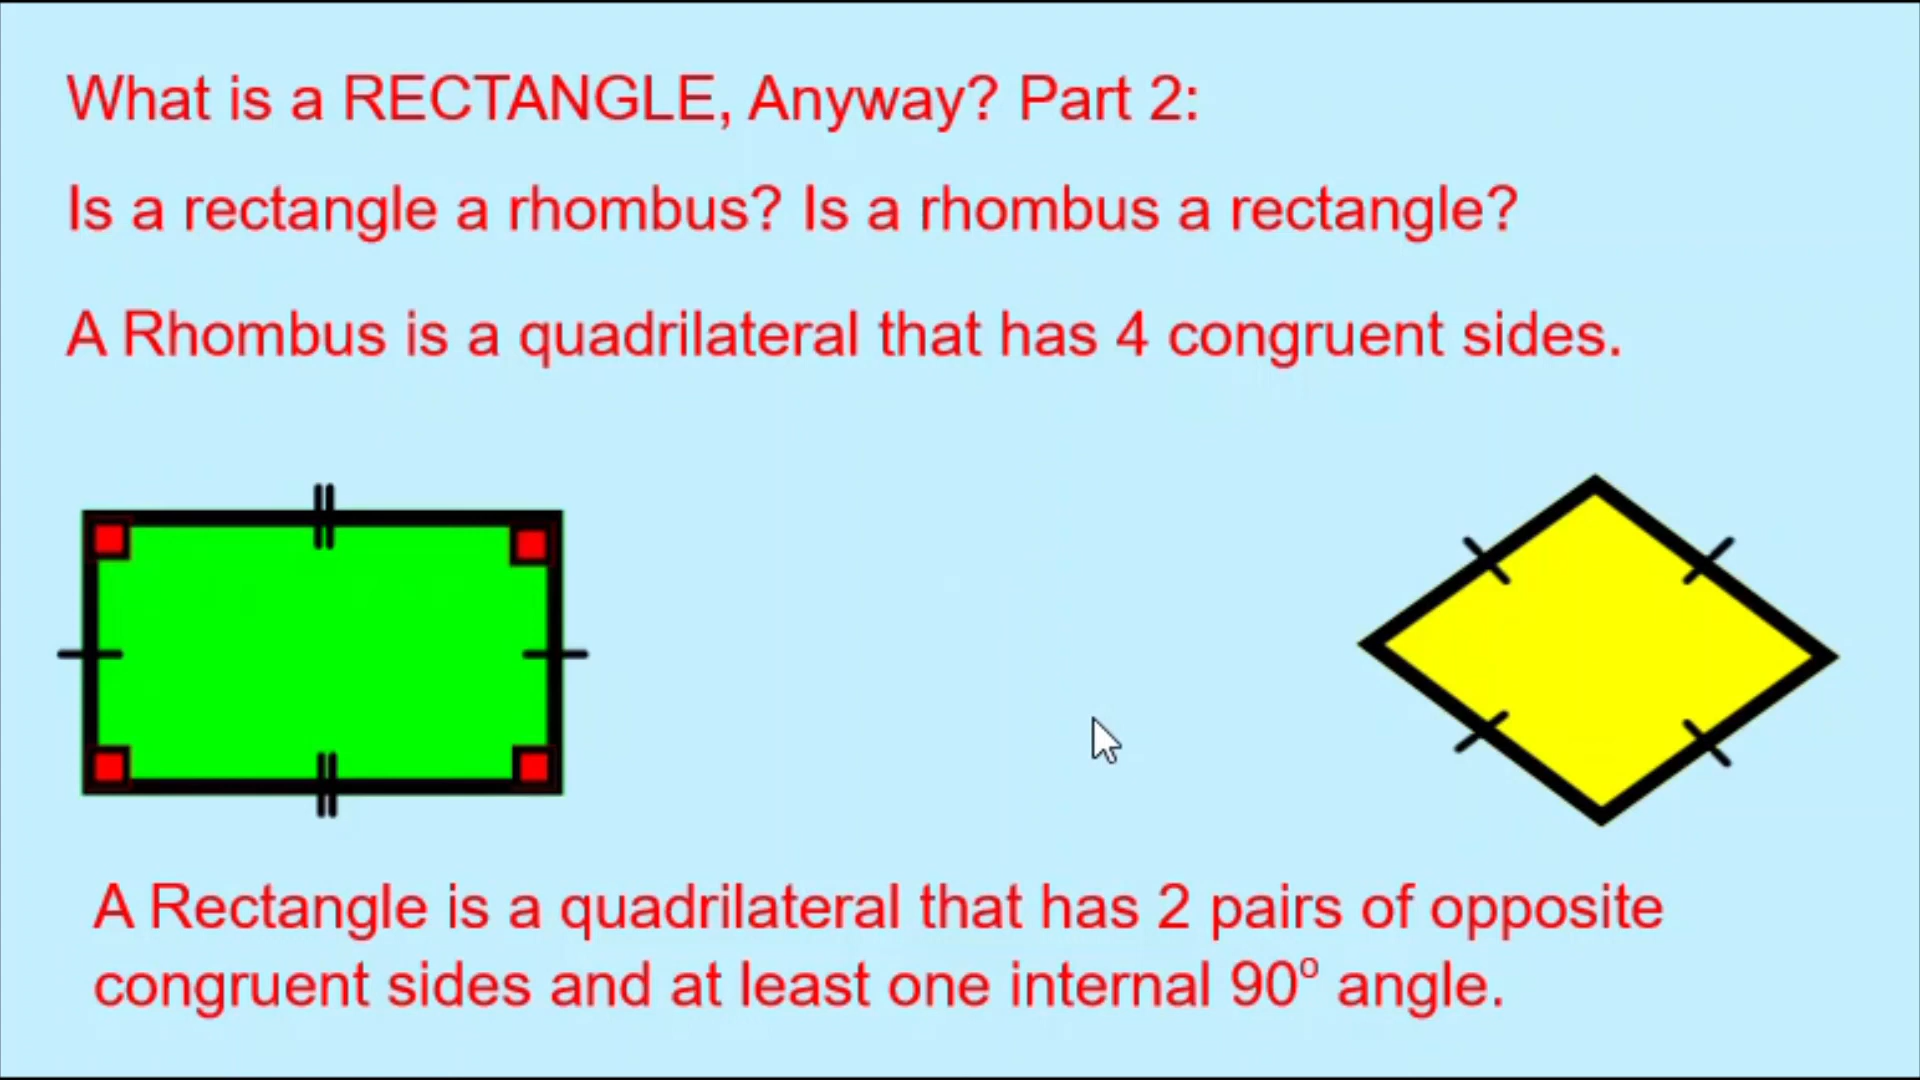 What is a RECTANGLE, Anyway? Part 2:
Is a rectangle a rhombus? Is a rhombus a rectangle?
A Rhombus is a quadrilateral that has 4 congruent sides.
A Rectangle is a quadrilateral that has 2 pairs of opposite
congruent sides and at least one internal 90º angle.